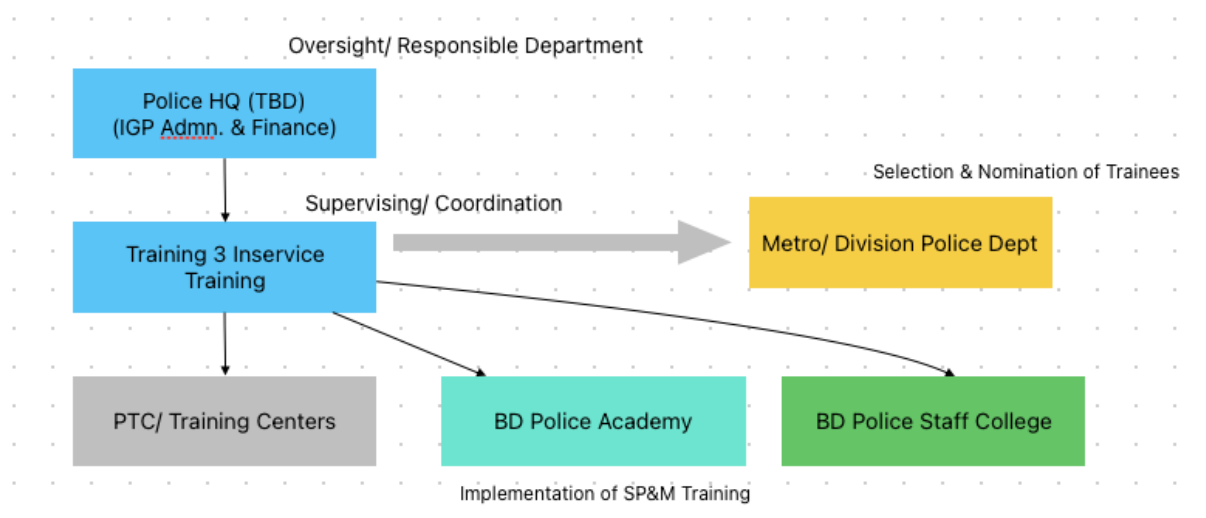 Oversight/ Responsible Department
Police HQ (TBD)
(IGP Admn. & Finance)
Selection & Nomination of Trainees
Supervising/ Coordination
Metro/ Division Police Dept
Training 3 Inservice
Training
PTC/ Training Centers
BD Police Academy
BD Police Staff College
Implementation of SP&M Training